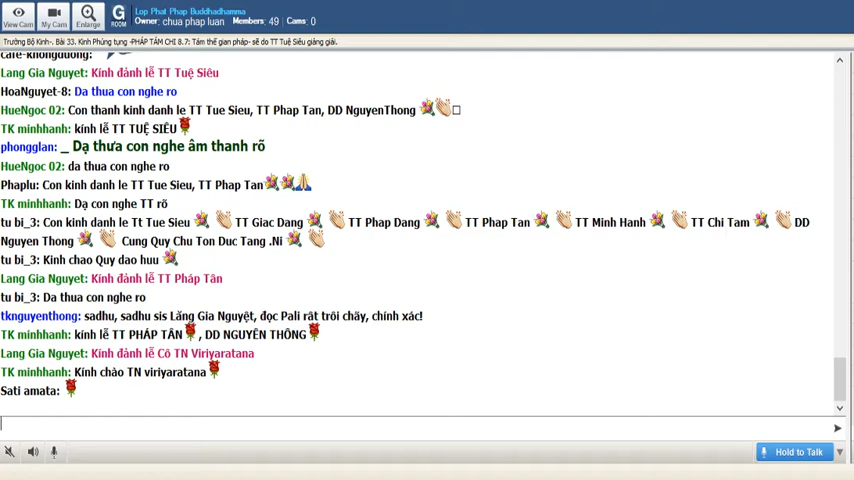 View Cam
My Cam
Enlarge
G
ROOM
Lop Phat Phap Buddhadhamma
Owner: chua phap luan Members: 49 Cams: 0
Trường Bộ Kinh-. Bài 33. Kinh Phúng tụng -PHÁP TÁM CHI 8.7: Tám thế gian pháp- sẽ do TT Tuệ Siêu giảng giải.
cafe-khongduong:
Lang Gia Nguyet: Kính đảnh lễ TT Tuệ Siêu
HoaNguyet-8: Da thua con nghe ro
HueNgoc 02: Con thanh kinh danh le TT Tue Sieu, TT Phap Tan, DD NguyenThong
TK minhhanh: kính lễ TT TUỆ SIÊU
phongglan: _ Dạ thưa con nghe âm thanh rõ
HueNgoc 02: da thua con nghe ro
Phaplu: Con kinh danh le TT Tue Sieu, TT Phap Tan
TK minhhanh: Dạ con nghe TT rõ
tu bi_3: Con kinh danh le Tt Tue Sieu TT Giac Dang TT Phap Dang TT Phap Tan TT Minh Hanh TT Chi Tam DD
Nguyen Thong Cung Quy Chu Ton Duc Tang .Ni
tu bi_3: Kinh chao Quy dao huu
Lang Gia Nguyet: Kính đảnh lễ TT Pháp Tân
tu bi_3: Da thua con nghe ro
tknguyenthong: sadhu, sadhu sis Lăng Gia Nguyệt, đọc Pali rất trôi chãy, chính xác!
TK minhhanh: kính lễ TT PHÁP TÂN, DD NGUYÊN THÔNG
Lang Gia Nguyet: Kính đảnh lễ Cô TN Viriyaratana
TK minhhanh: Kính chào TN viriyaratana
Sati amata:
Hold to Talk